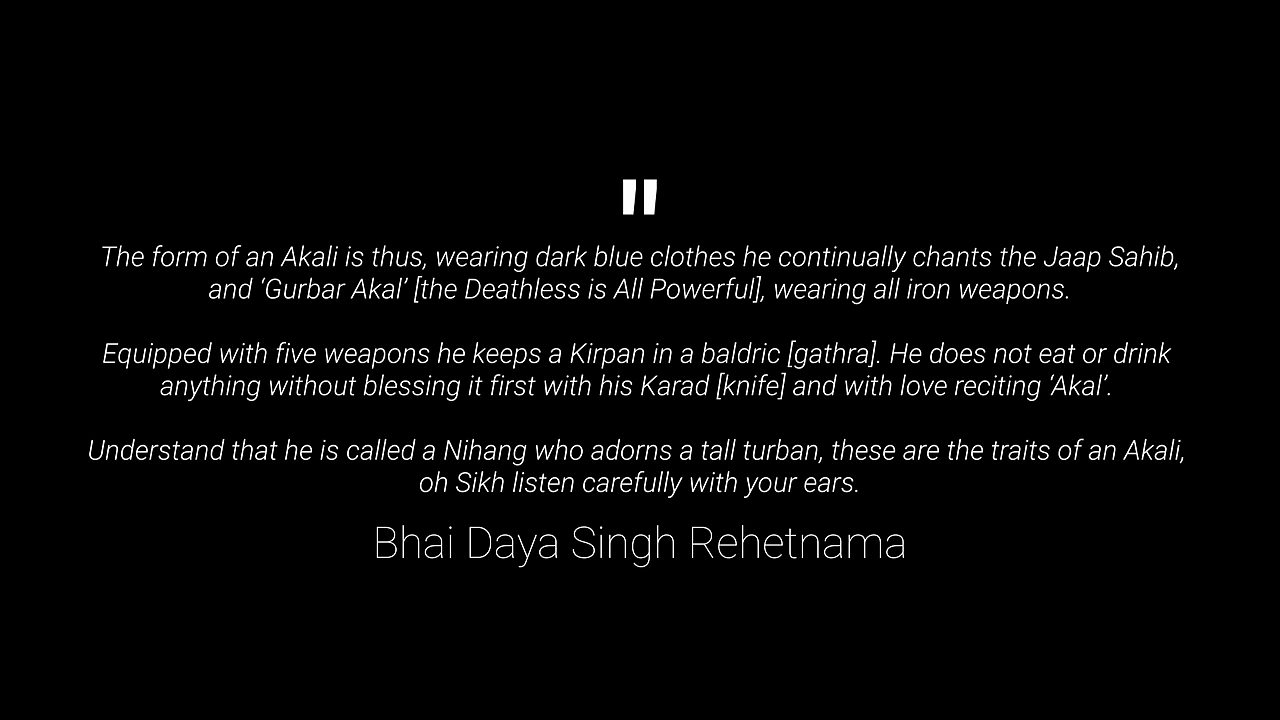 "
The form of an Akali is thus, wearing dark blue clothes he continually chants the Jaap Sahib,
and ‘Gurbar Akal’ [the Deathless is All Powerful], wearing all iron weapons.
Equipped with five weapons he keeps a Kirpan in a baldric [gathra]. He does not eat or drink
anything without blessing it first with his Karad [knife] and with love reciting ‘Akal’.
Understand that he is called a Nihang who adorns a tall turban, these are the traits of an Akali,
oh Sikh listen carefully with your ears.
Bhai Daya Singh Rehetnama